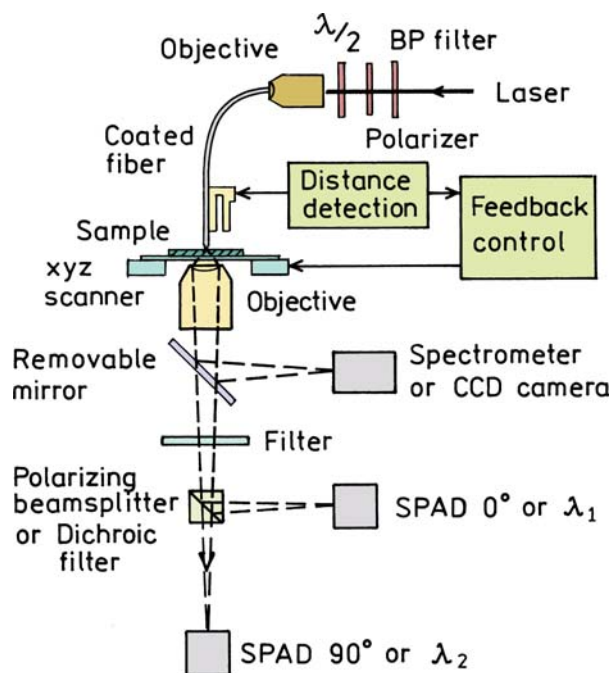 λ/2
BP filter
Objective
Laser
Polarizer
Coated
fiber
Distance
detection
Feedback
control
Sample
xyz
scanner
Objective
Removable
mirror
Spectrometer
or CCD camera
Filter
Polarizing
beamsplitter
or Dichroic
filter
SPAD 0° or λ₁
SPAD 90° or λ₂